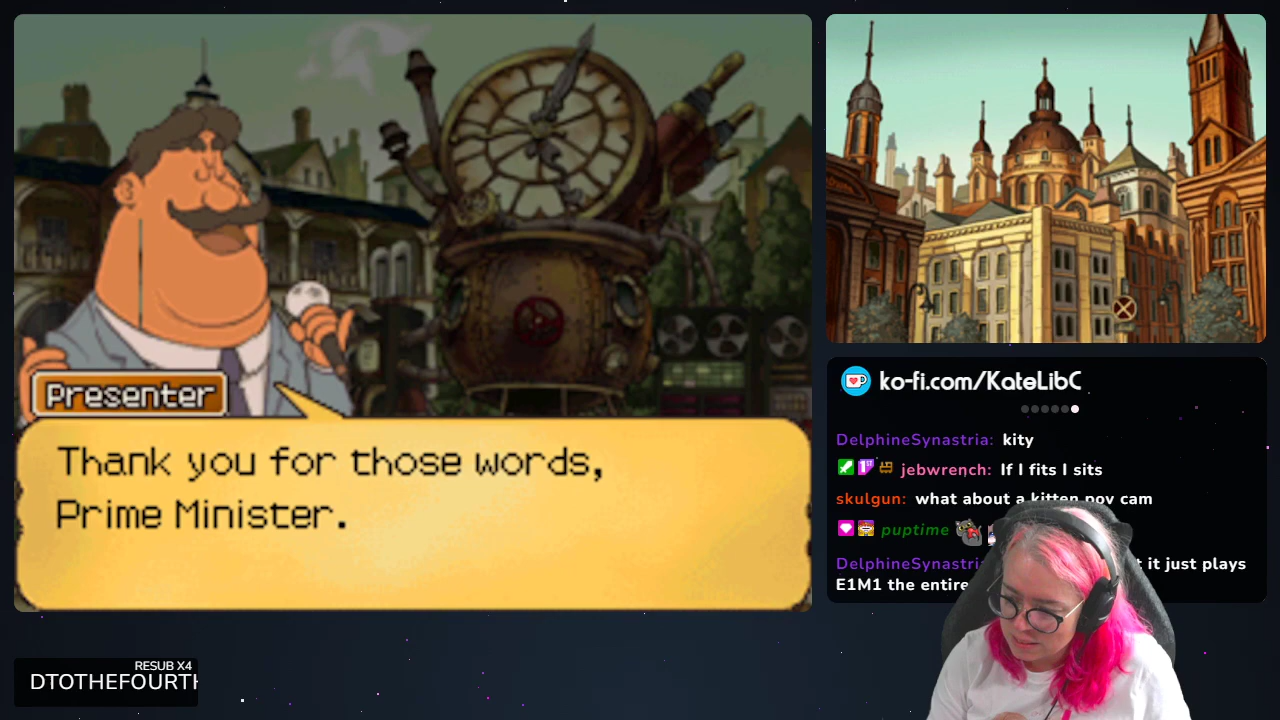 Presenter
Thank you for those words,
Prime Minister.
ko-fi.com/KateLibC
DelphineSynastria: kity
jebwrench: If I fits I sits
skulgun: what about a kitten pov cam
puptime
DelphineSynastri
t it just plays
E1M1 the entire
RESUB X4
DTOTHEFOURTH